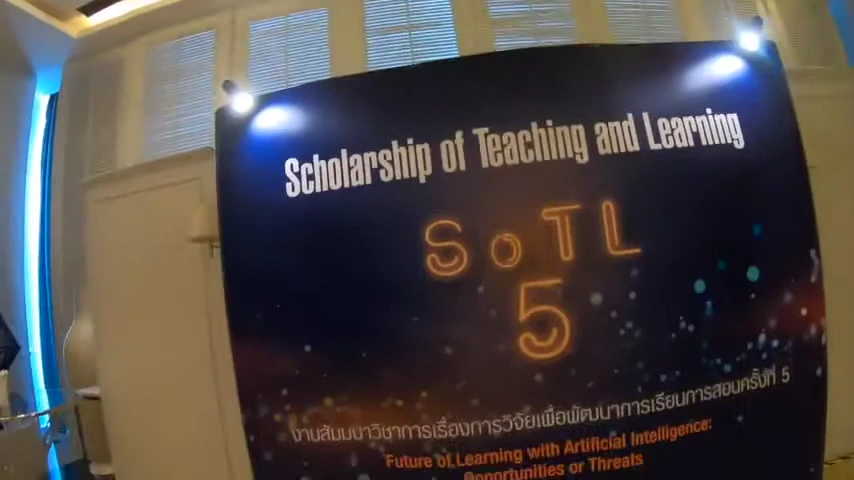 Scholarship of Teaching and Learning
SoTL
5
งานสัมมนาวิชาการเรื่องการวิจัยเพื่อพัฒนาการเรียนการสอนครั้งที่ 5
Future of Learning with Artificial Intelligence:
Opportunities or Threats